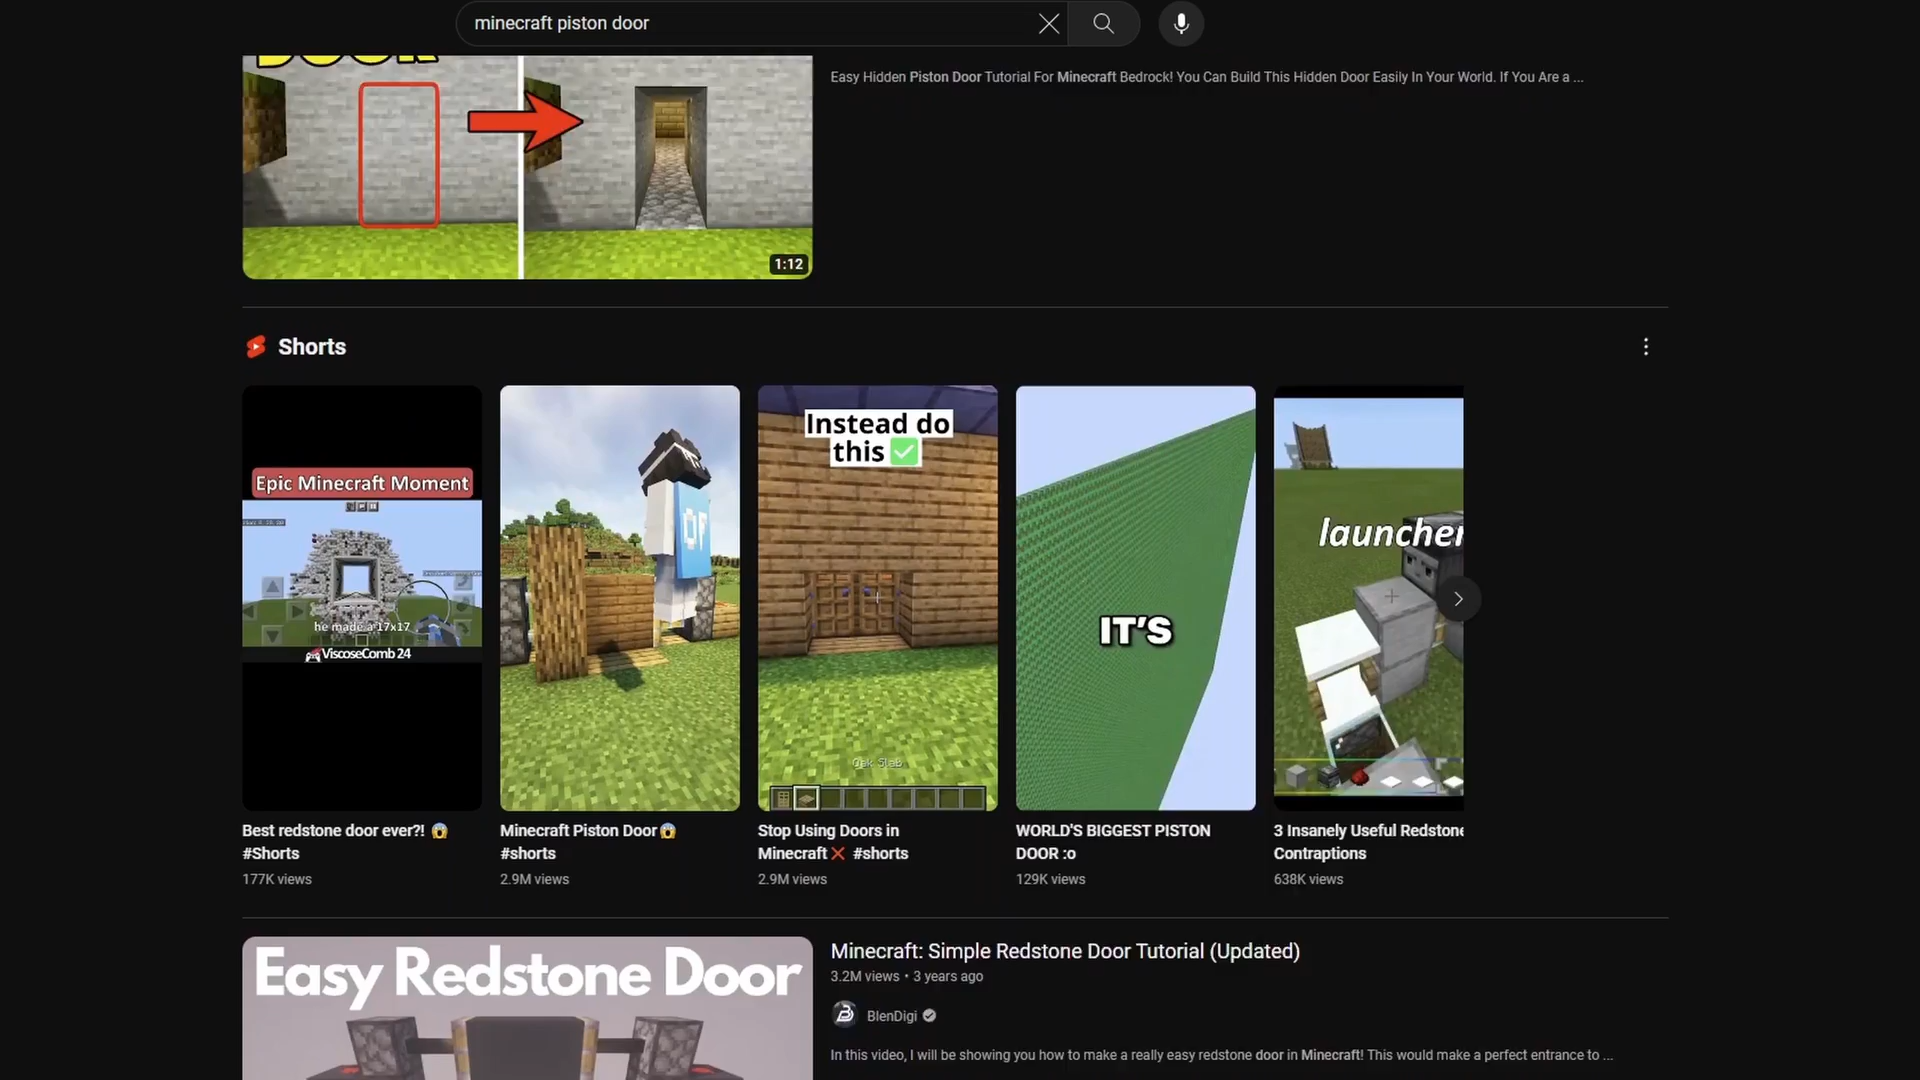 minecraft piston door
DOOR
Easy Hidden Piston Door Tutorial For Minecraft Bedrock! You Can Build This Hidden Door Easily In Your World. If You Are a ...
1:12
Shorts
Epic Minecraft Moment
he made a 17x17
ViscoseComb 24
Instead do
this ✅
Oak Slab
IT'S
launcher
Best redstone door ever?! 😱
#Shorts
177K views
Minecraft Piston Door😱
#shorts
2.9M views
Stop Using Doors in
Minecraft❌ #shorts
2.9M views
WORLD'S BIGGEST PISTON
DOOR :o
129K views
3 Insanely Useful Redstone
Contraptions
638K views
Easy Redstone Door
Minecraft: Simple Redstone Door Tutorial (Updated)
3.2M views • 3 years ago
BlenDigi
In this video, I will be showing you how to make a really easy redstone door in Minecraft! This would make a perfect entrance to ...